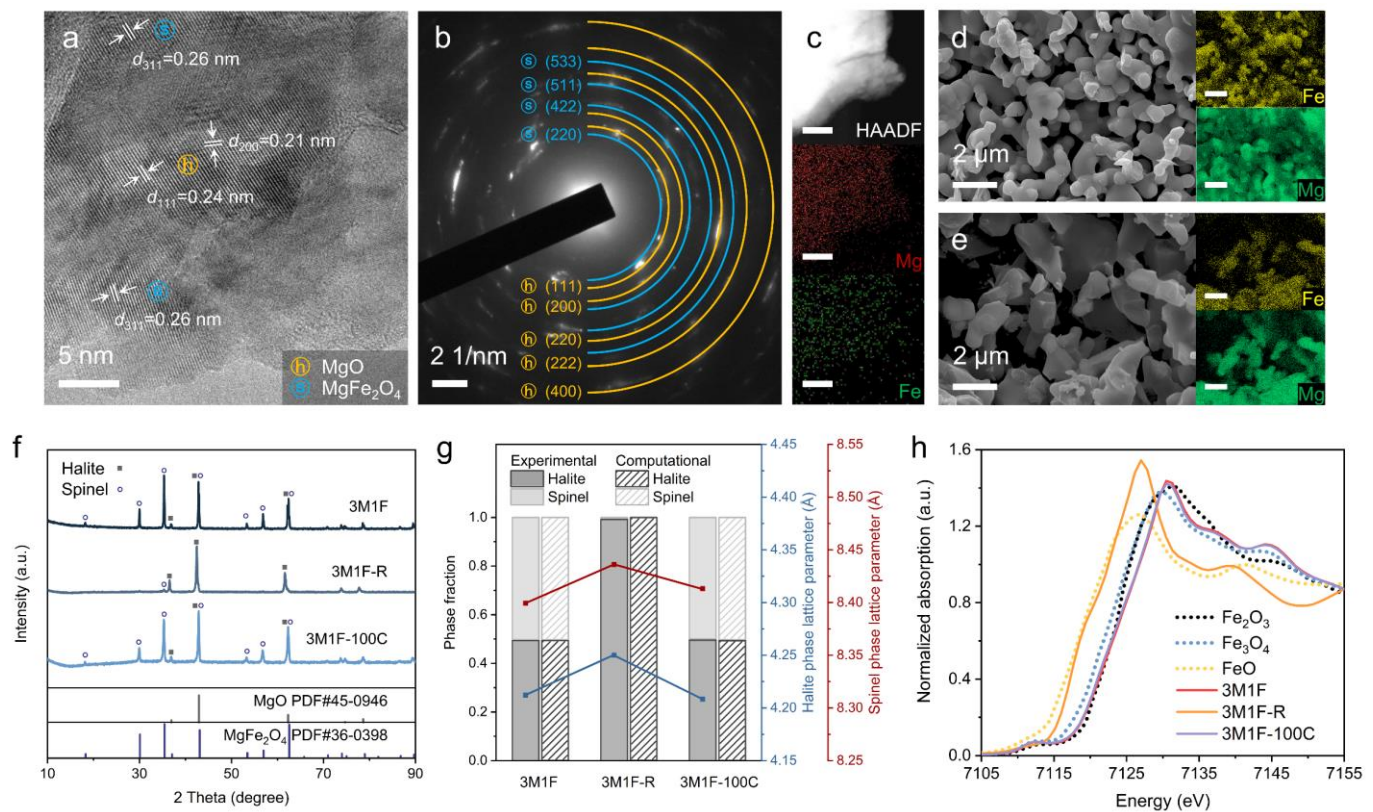 a
ⓢ
d311=0.26 nm
d200=0.21 nm
ⓗ
d111=0.24 nm
d311=0.26 nm
5 nm
ⓗ MgO
ⓢ MgFe2O4
b
ⓢ (533)
ⓢ (511)
ⓢ (422)
ⓢ (220)
ⓗ (111)
ⓗ (200)
ⓗ (220)
ⓗ (222)
ⓗ (400)
2 1/nm
c
HAADF
Mg
Fe
d
2 μm
Fe
Mg
e
2 μm
Fe
Mg
f
Halite
Spinel
3M1F
3M1F-R
3M1F-100C
MgO PDF#45-0946
MgFe2O4 PDF#36-0398
Intensity (a.u.)
10 30 50 70 90
2 Theta (degree)
g
Experimental Computational
Halite Halite
Spinel Spinel
Phase fraction
1.0
0.8
0.6
0.4
0.2
0.0
3M1F 3M1F-R 3M1F-100C
4.45
4.40
4.35
4.30
4.25
4.20
4.15
Halite phase lattice parameter (Å)
8.55
8.50
8.45
8.40
8.35
8.30
8.25
Spinel phase lattice parameter (Å)
h
Normalized absorption (a.u.)
1.6
1.2
0.8
0.4
0.0
Fe2O3
Fe3O4
FeO
3M1F
3M1F-R
3M1F-100C
7105 7115 7125 7135 7145 7155
Energy (eV)